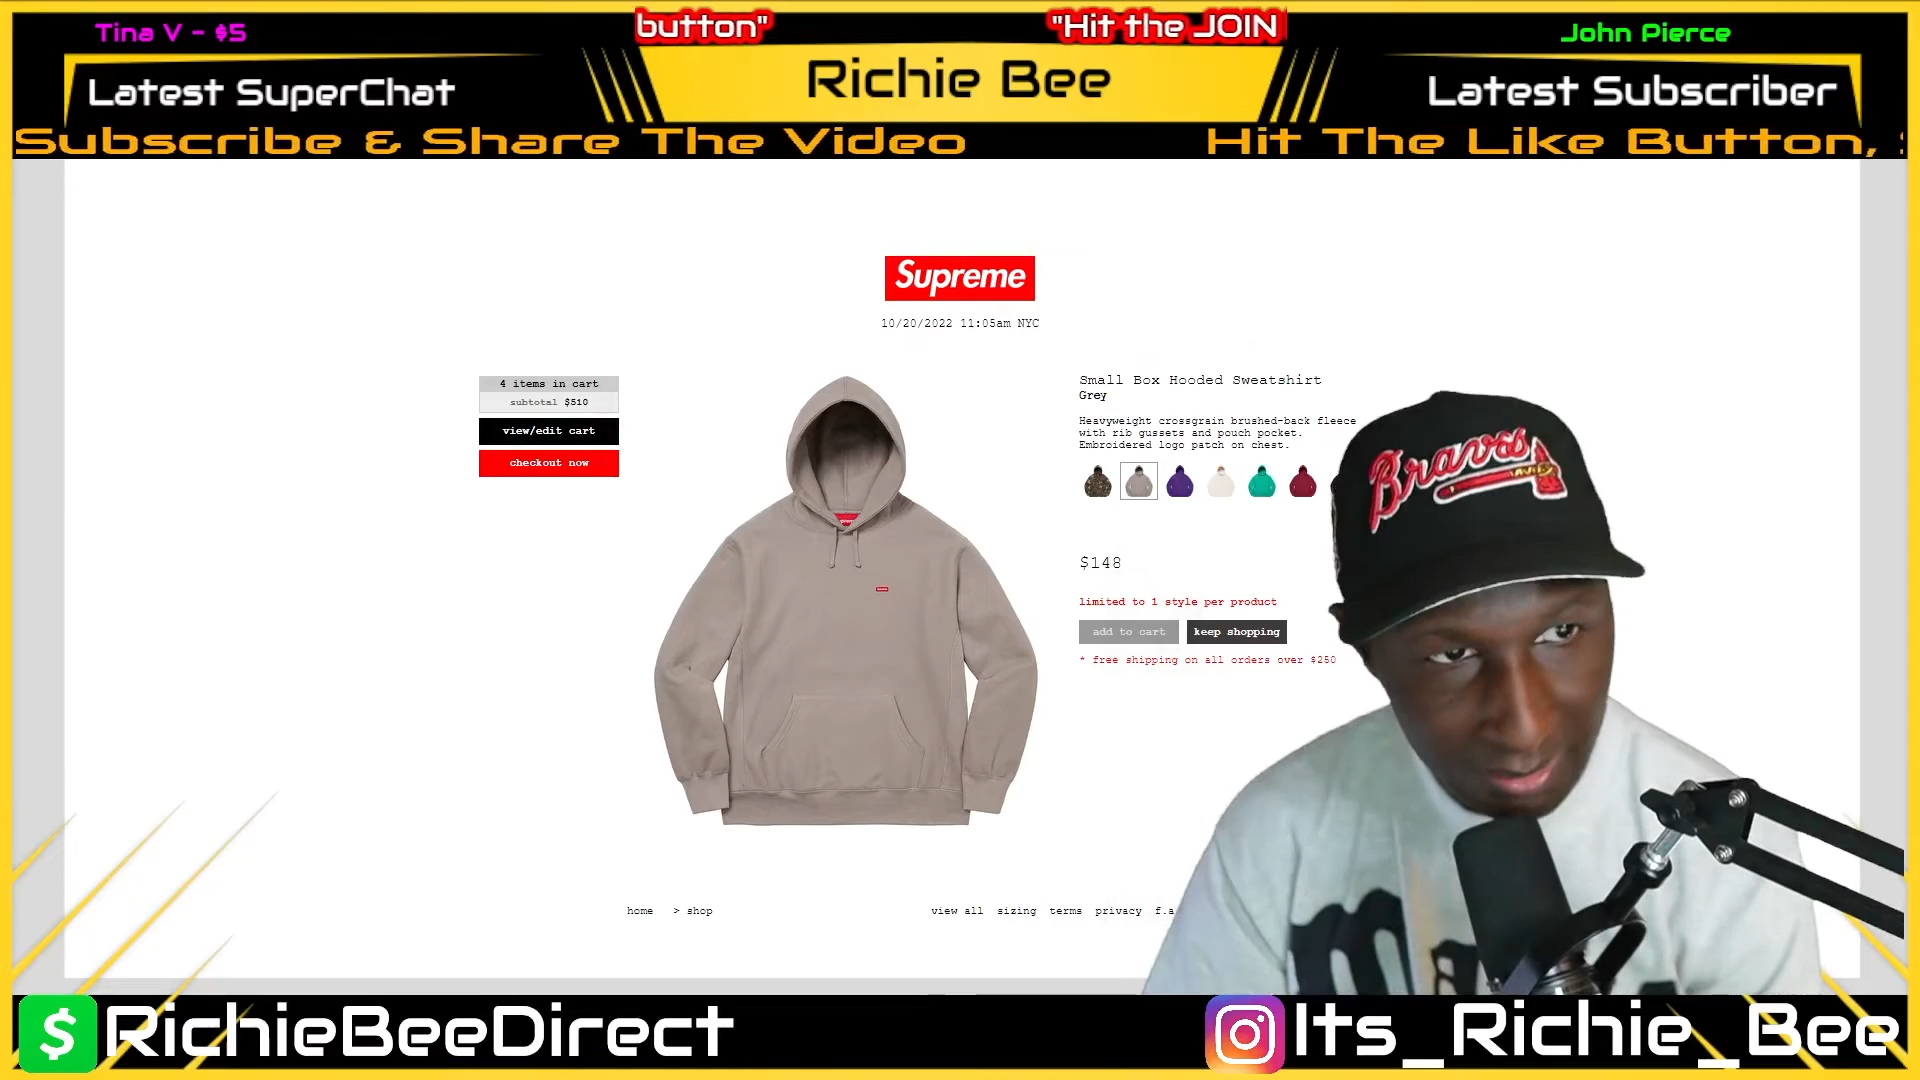 Tina V - $5
button"
"Hit the JOIN
John Pierce
Latest SuperChat
Richie Bee
Latest Subscriber
Subscribe & Share The Video
Hit The Like Button,
Supreme
10/20/2022 11:05am NYC
4 items in cart
subtotal $510
view/edit cart
checkout now
Small Box Hooded Sweatshirt
Grey
Heavyweight crossgrain brushed-back fleece
with rib gussets and pouch pocket.
Embroidered logo patch on chest.
$148
limited to 1 style per product
add to cart
keep shopping
* free shipping on all orders over $250
Braves
home > shop
view all sizing terms privacy f.a
$ RichieBeeDirect
Its_Richie_Bee